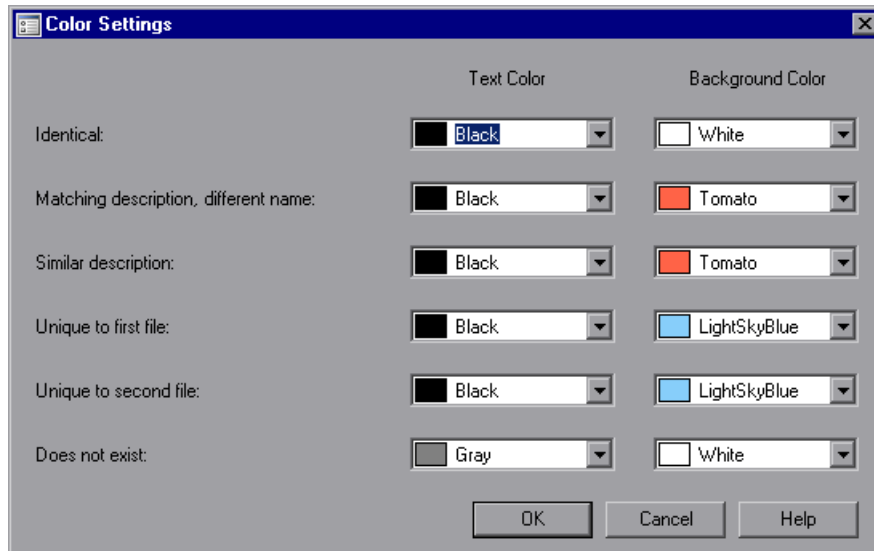 Color Settings
Text Color Background Color
Identical: Black White
Matching description, different name: Black Tomato
Similar description: Black Tomato
Unique to first file: Black LightSkyBlue
Unique to second file: Black LightSkyBlue
Does not exist: Gray White
OK Cancel Help